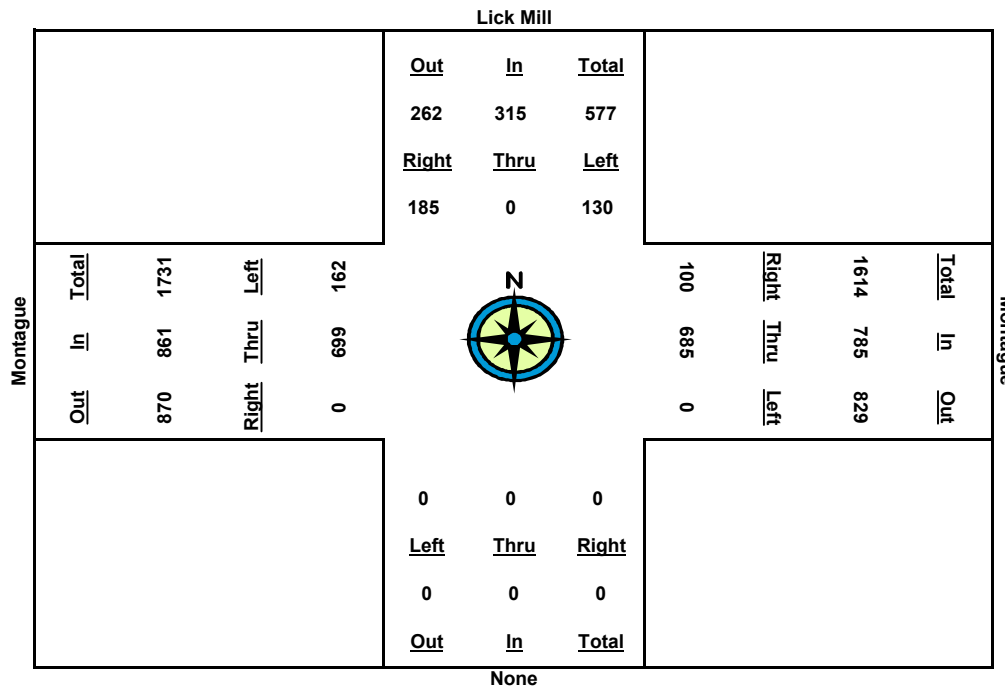 Lick Mill
Out In Total
262 315 577
Right Thru Left
185 0 130
Montague
Total In Out
1731 861 870
Left Thru Right
162 699 0
N
100 685 0
Right Thru Left
1614 785 829
Total In Out
Montague
0 0 0
Left Thru Right
0 0 0
Out In Total
None